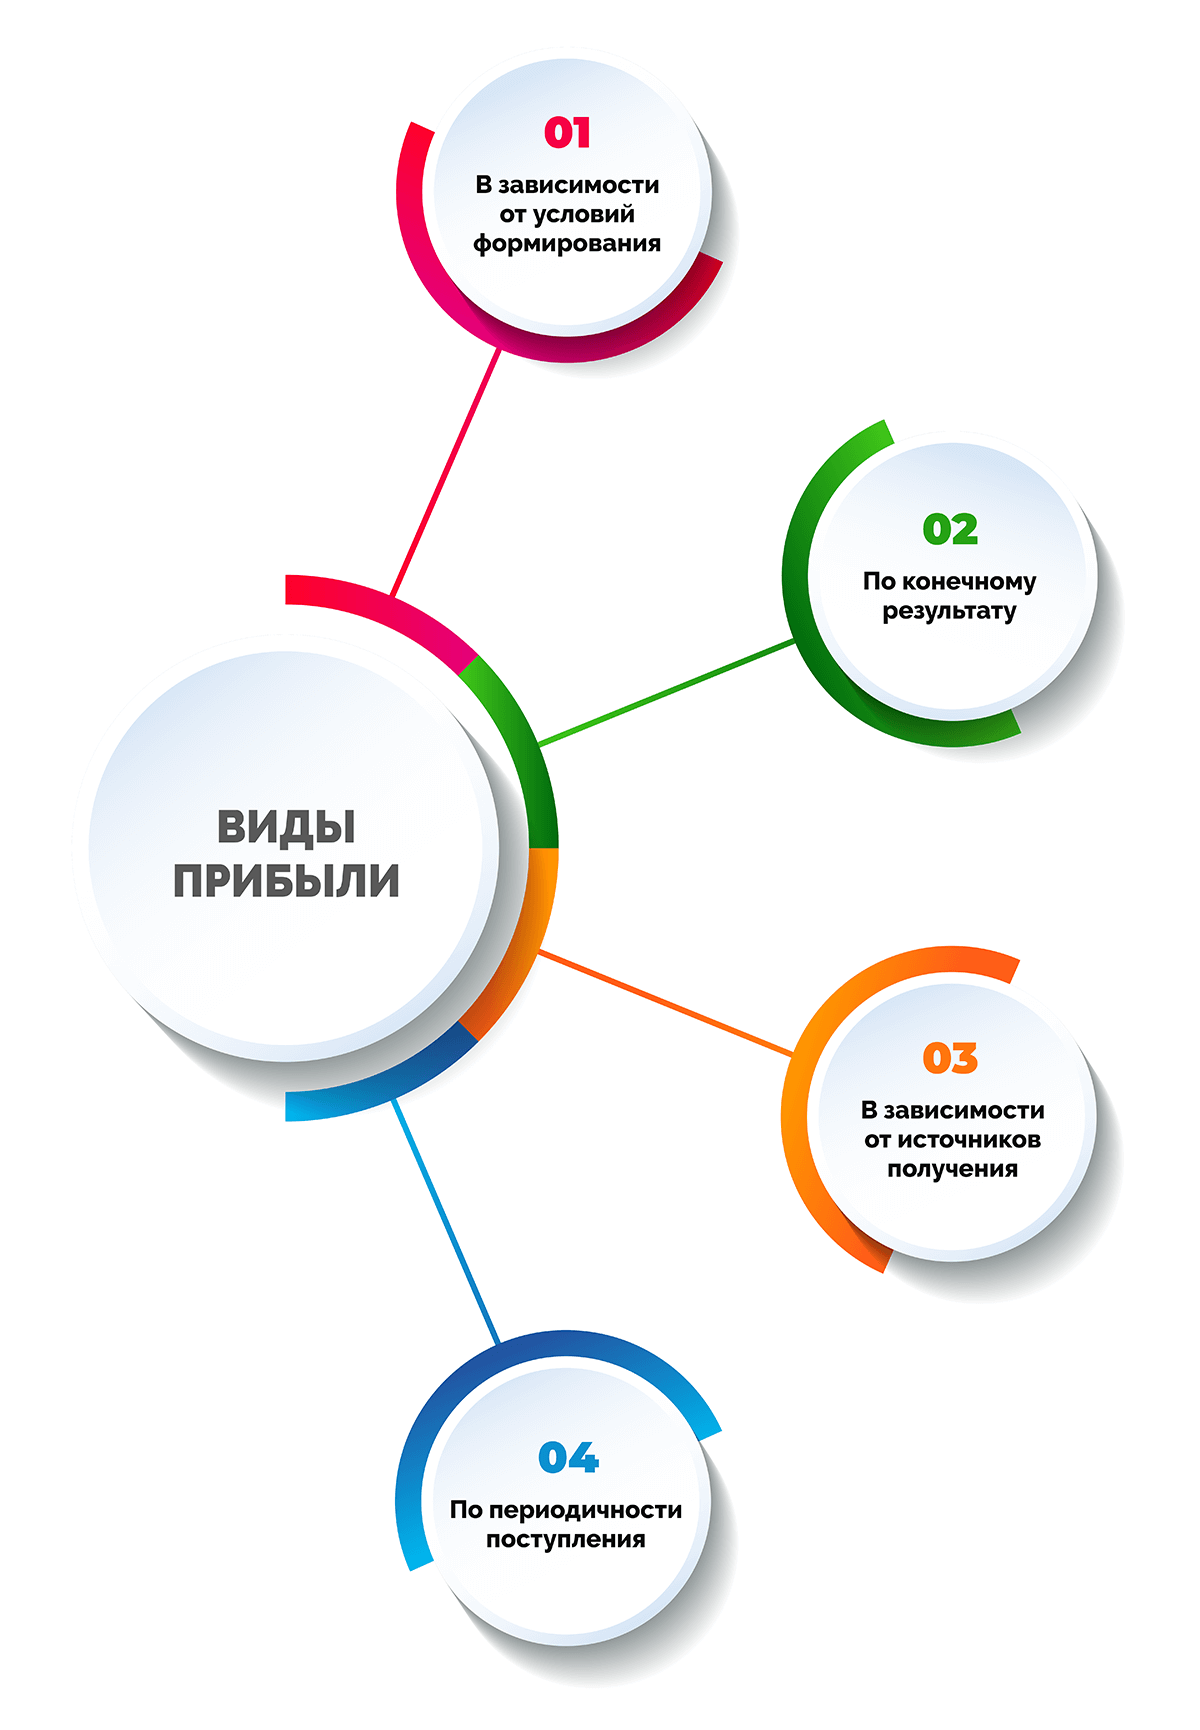 01
В зависимости
от условий
формирования
02
По конечному
результату
ВИДЫ
ПРИБЫЛИ
03
В зависимости
от источников
получения
04
По периодичности
поступления